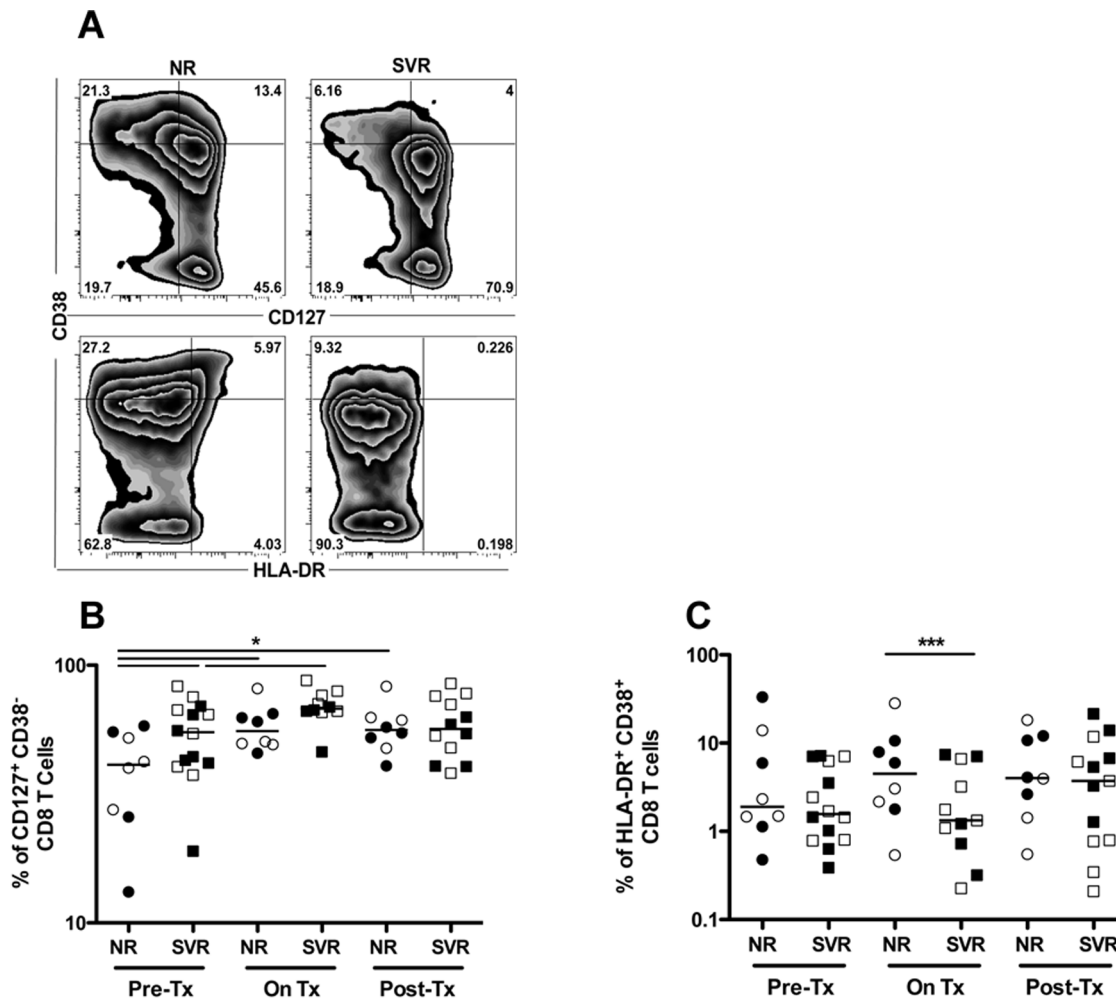 A
NR
SVR
21.3
13.4
6.16
4
19.7
45.6
18.9
70.9
CD38
CD127
27.2
5.97
9.32
0.226
62.8
4.03
90.3
0.198
HLA-DR
B
% of CD127+ CD38-
CD8 T Cells
100
10
*
NR SVR NR SVR NR SVR
Pre-Tx On Tx Post-Tx
C
% of HLA-DR+ CD38+
CD8 T cells
100
10
1
0.1
***
NR SVR NR SVR NR SVR
Pre-Tx On Tx Post-Tx